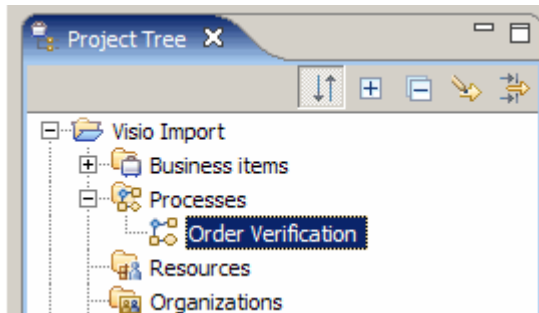 Project Tree
Visio Import
Business items
Processes
Order Verification
Resources
Organizations